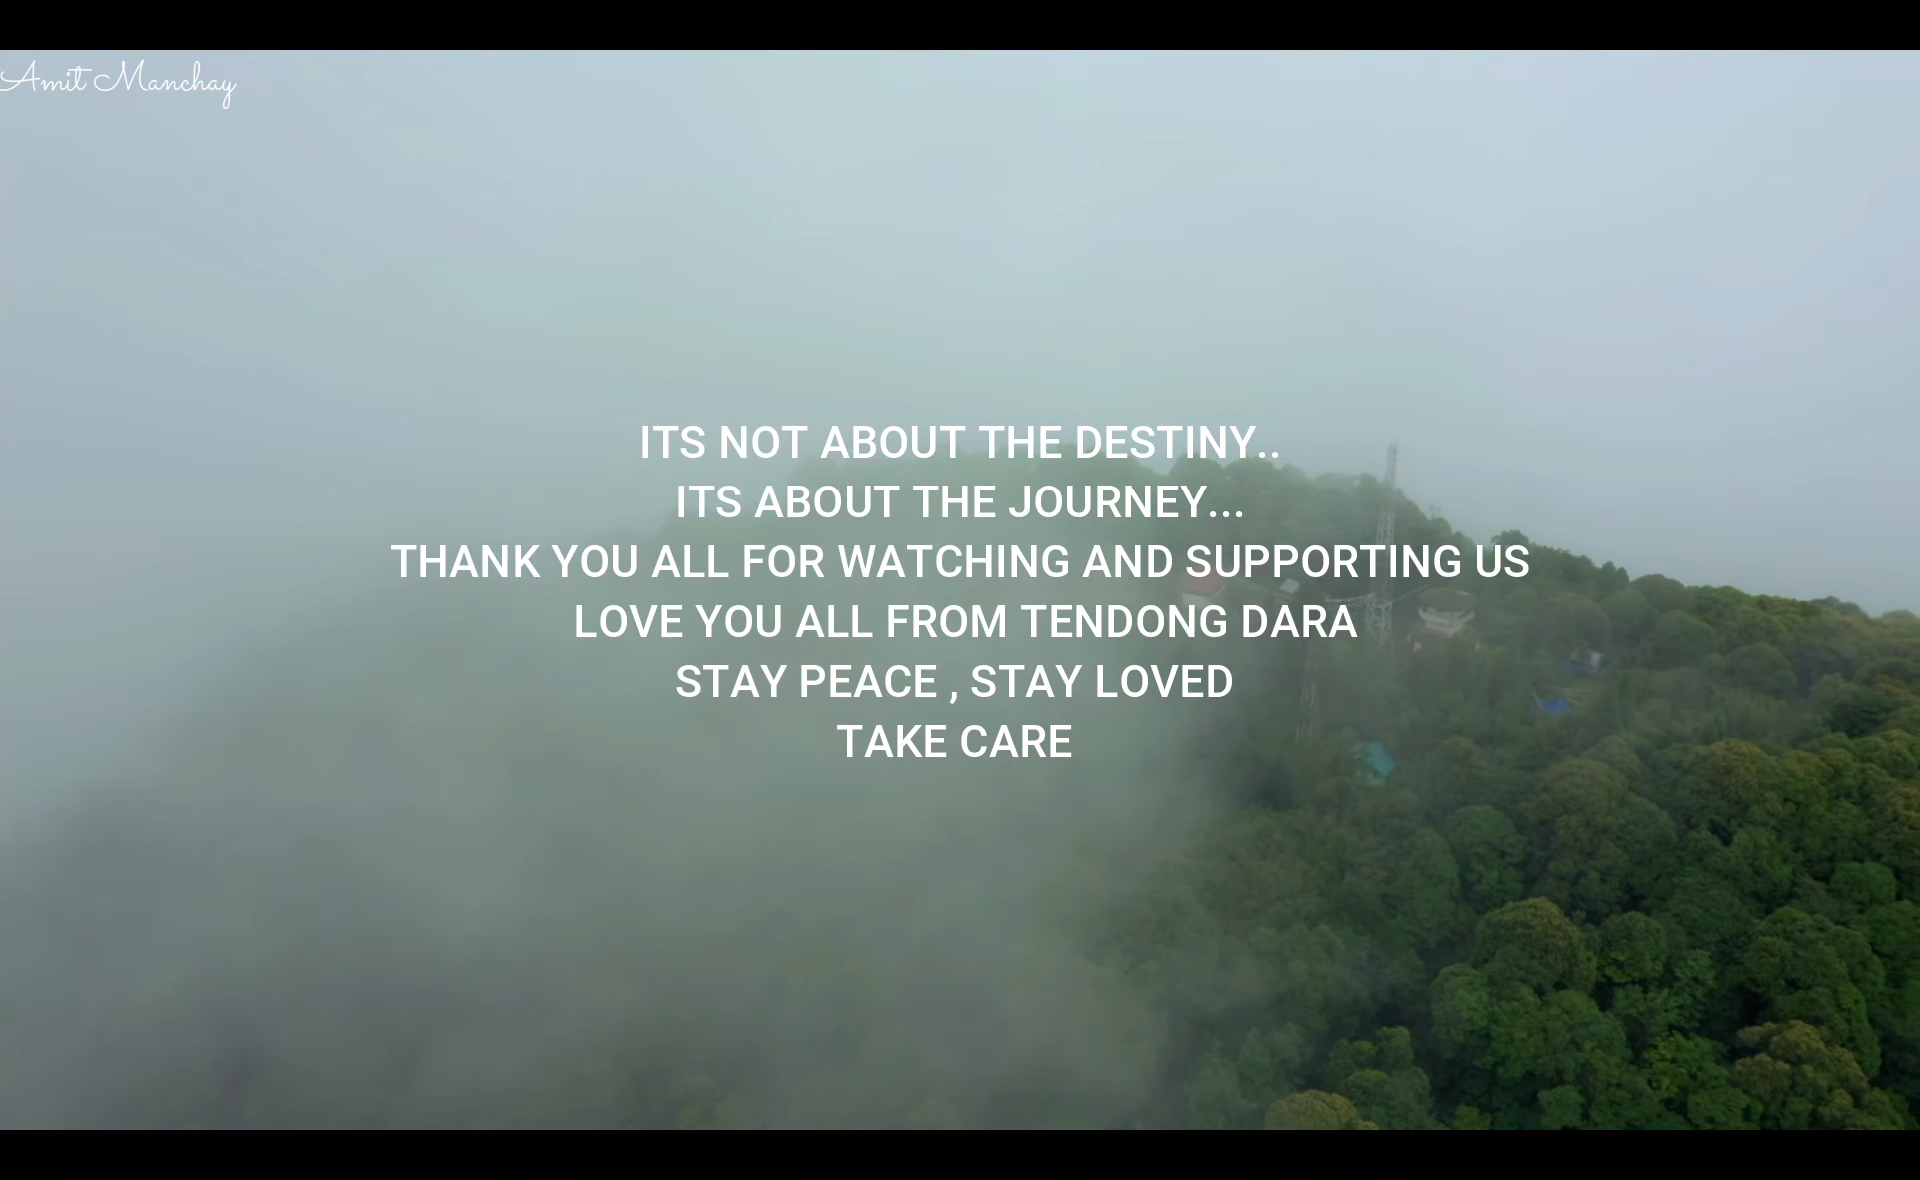 Amit Manchay
ITS NOT ABOUT THE DESTINY..
ITS ABOUT THE JOURNEY...
THANK YOU ALL FOR WATCHING AND SUPPORTING US
LOVE YOU ALL FROM TENDONG DARA
STAY PEACE , STAY LOVED
TAKE CARE